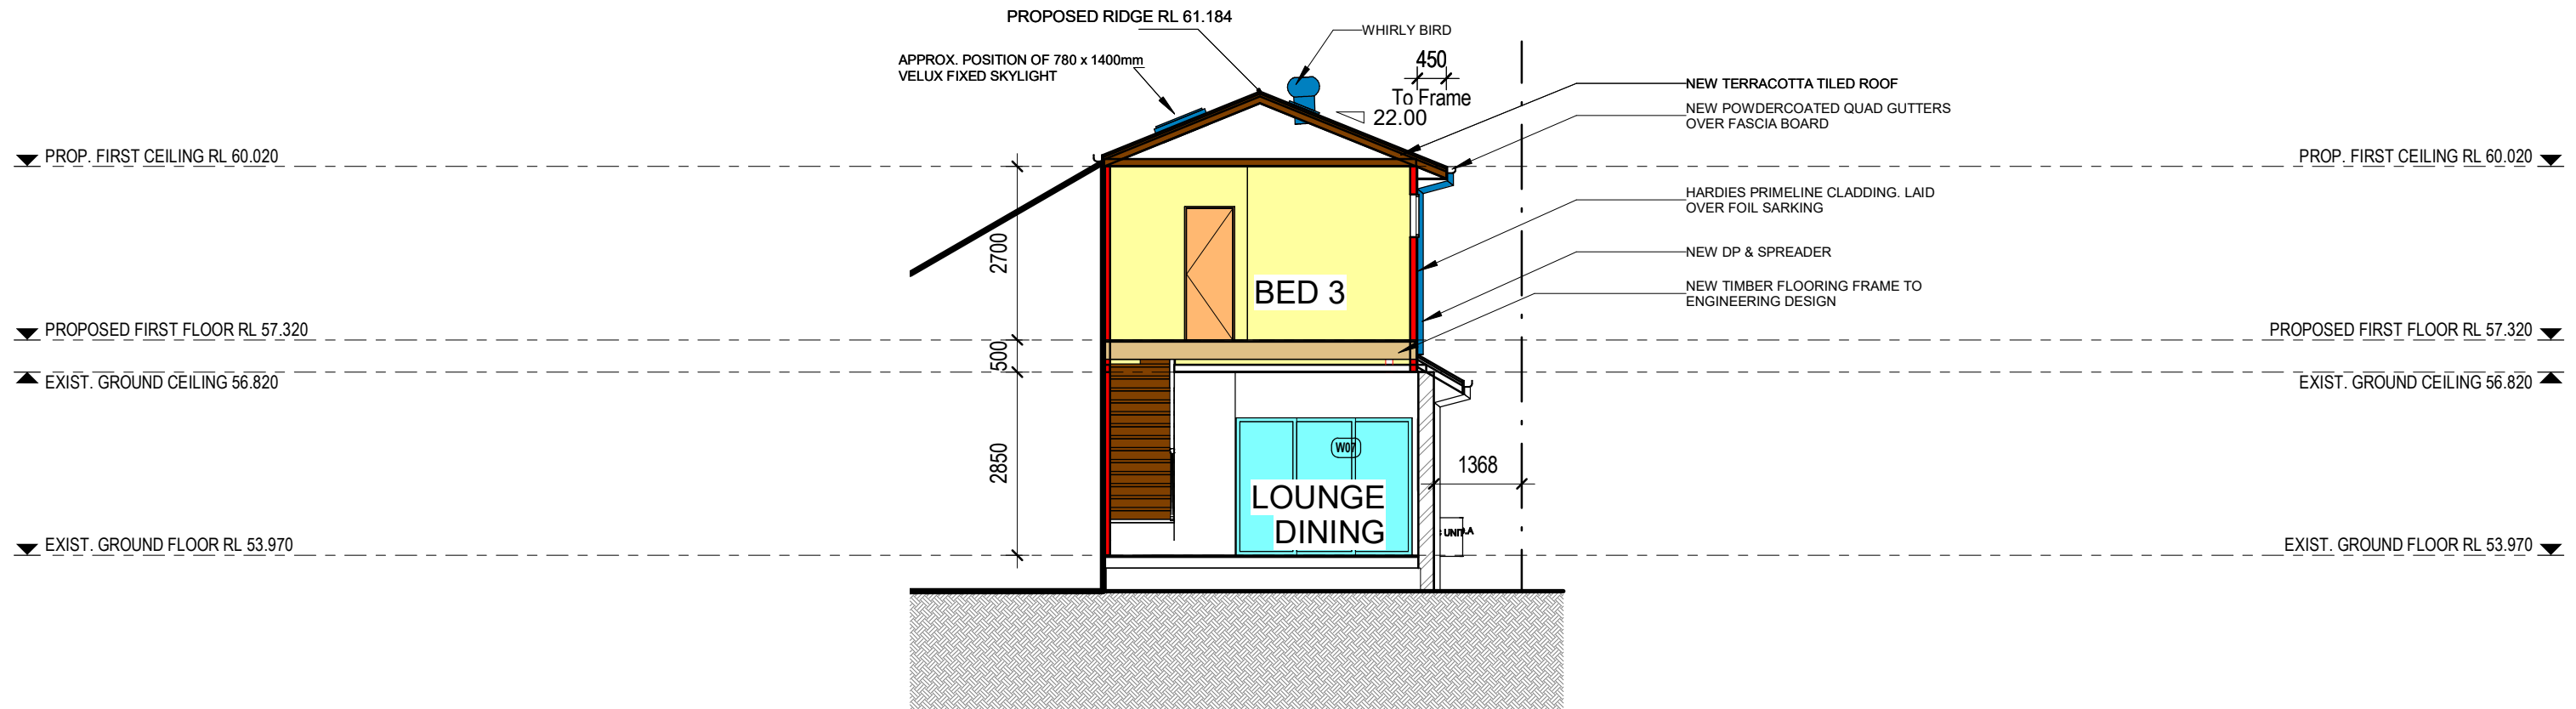 PROPOSED RIDGE RL 61.184
WHIRLY BIRD
APPROX. POSITION OF 780 x 1400mm
VELUX FIXED SKYLIGHT
450
To Frame
22.00
NEW TERRACOTTA TILED ROOF
NEW POWDERCOATED QUAD GUTTERS
OVER FASCIA BOARD
PROP. FIRST CEILING RL 60.020
PROP. FIRST CEILING RL 60.020
HARDIES PRIMELINE CLADDING. LAID
OVER FOIL SARKING
2700
NEW DP & SPREADER
BED 3
NEW TIMBER FLOORING FRAME TO
ENGINEERING DESIGN
PROPOSED FIRST FLOOR RL 57.320
PROPOSED FIRST FLOOR RL 57.320
500
EXIST. GROUND CEILING 56.820
EXIST. GROUND CEILING 56.820
W07
2850
1368
LOUNGE
DINING
UNIT
EXIST. GROUND FLOOR RL 53.970
EXIST. GROUND FLOOR RL 53.970